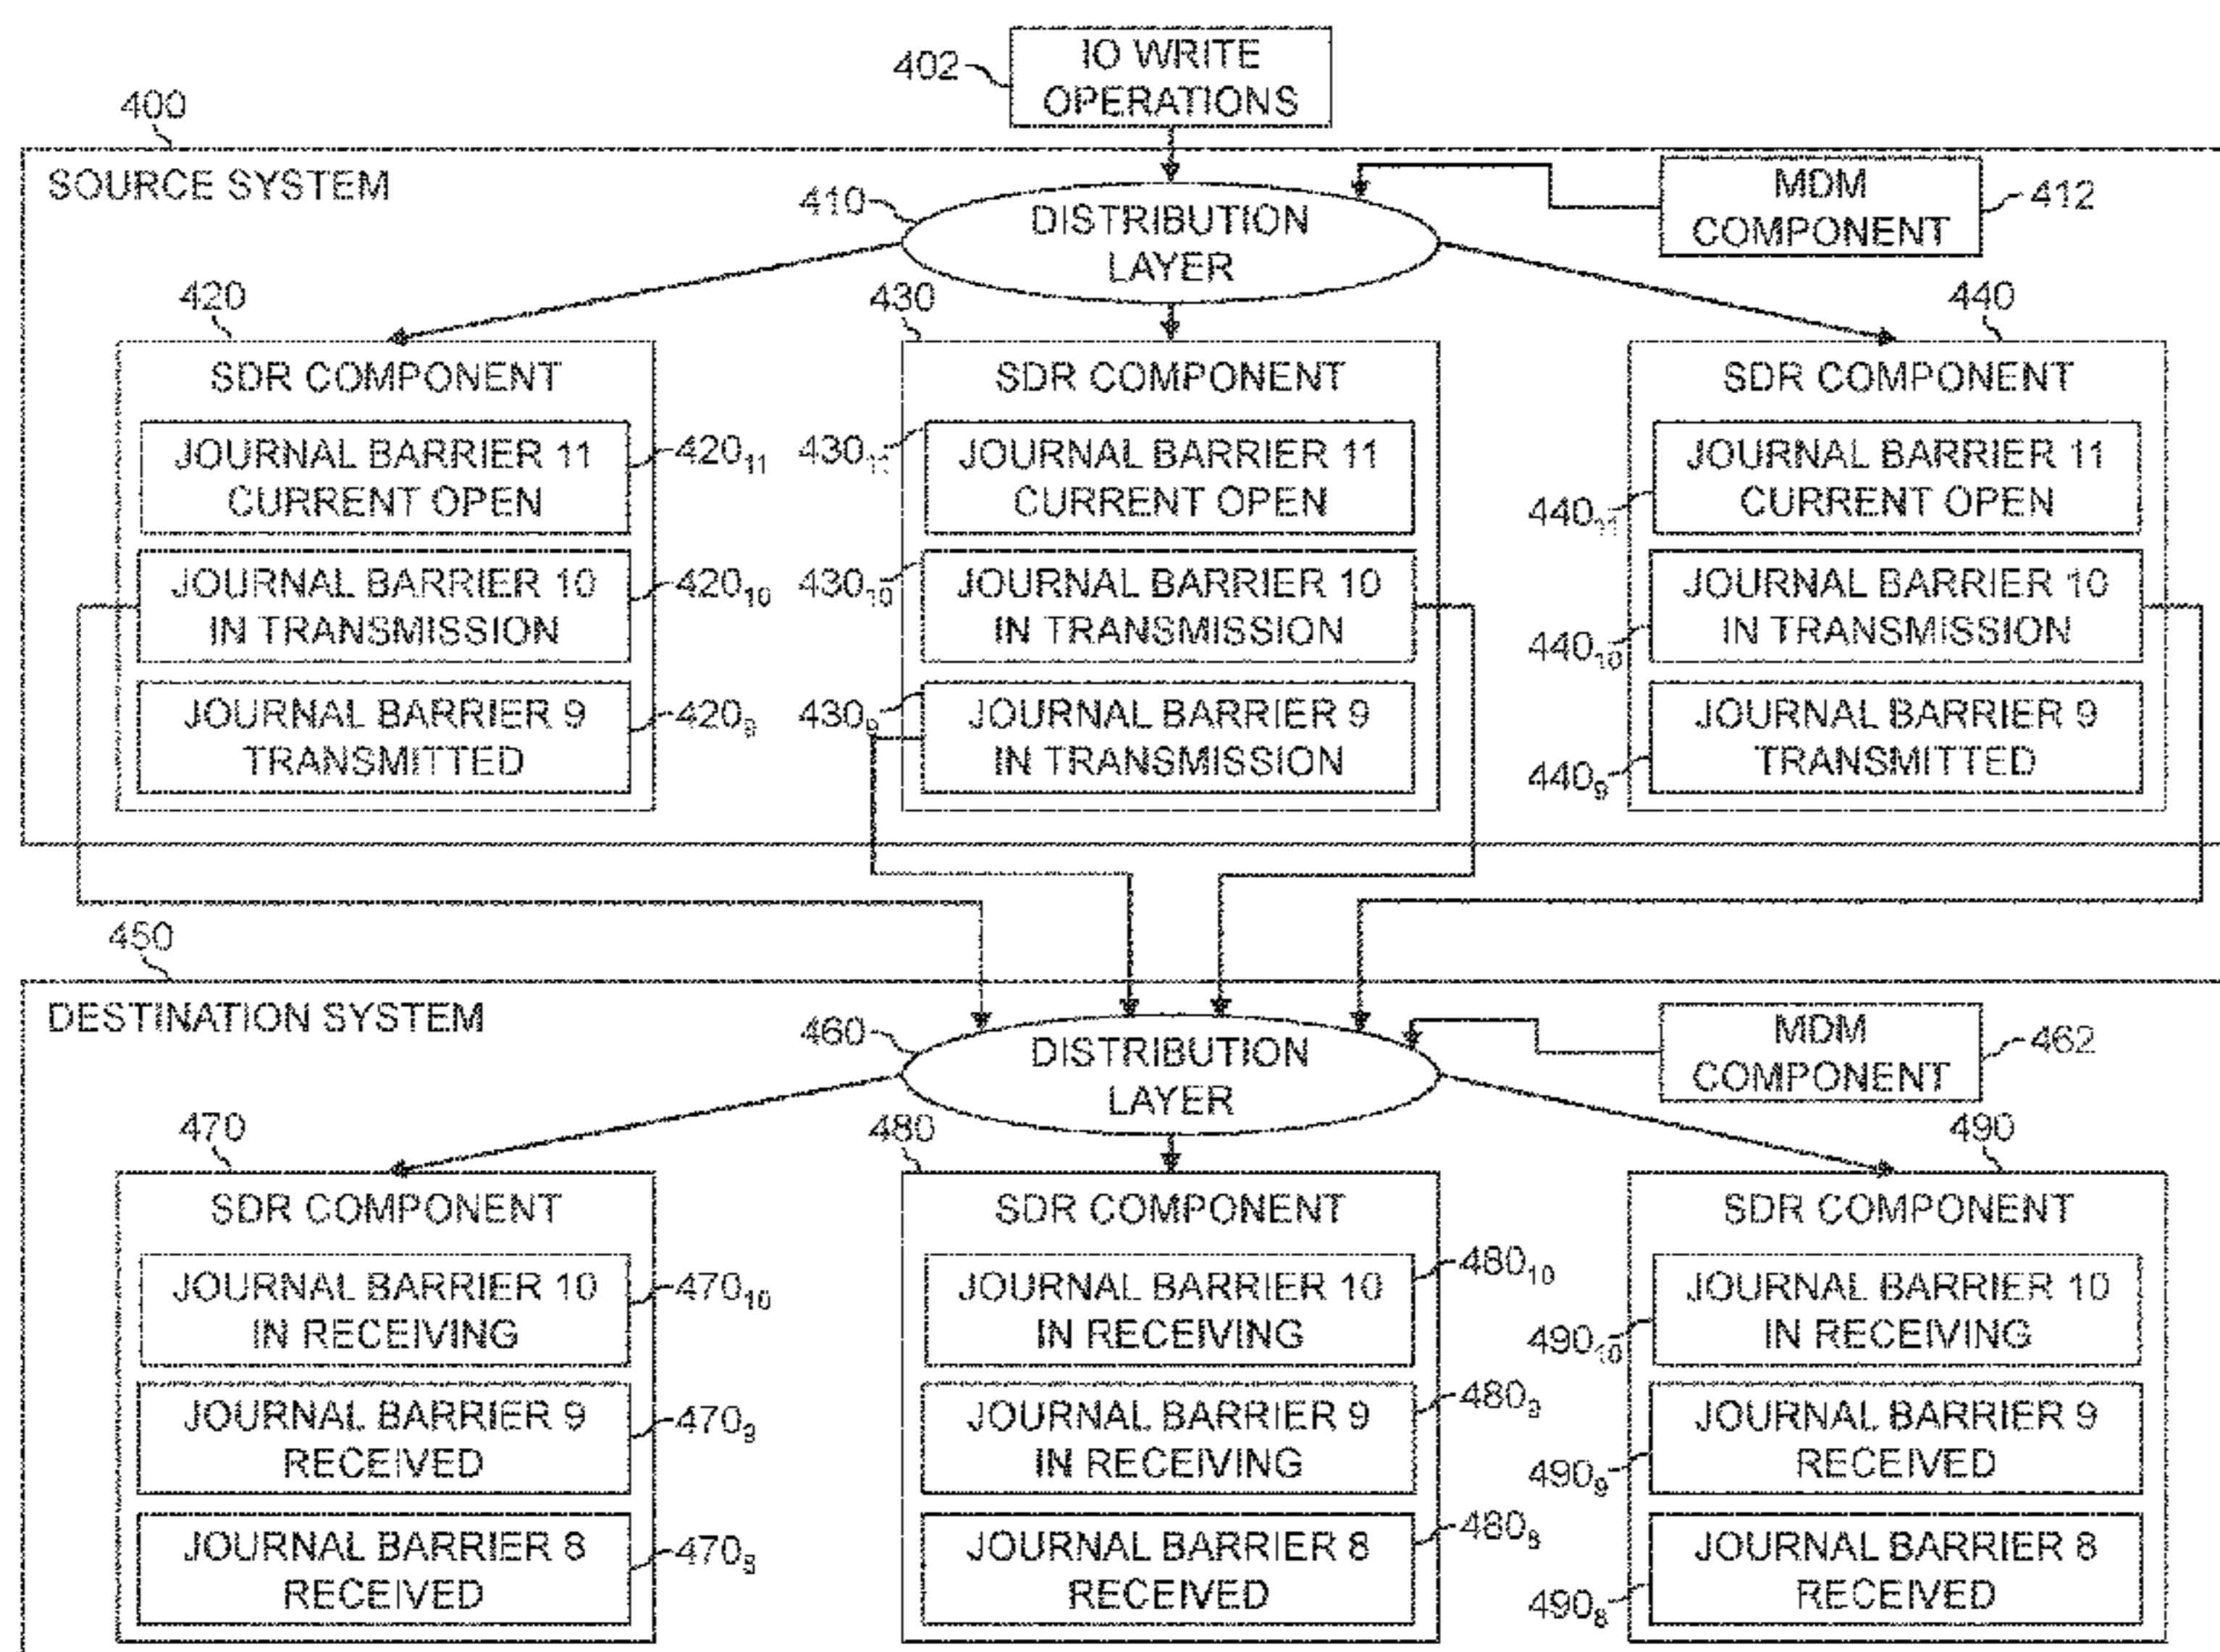 402
IO WRITE
OPERATIONS
400
SOURCE SYSTEM
MDM
COMPONENT
412
410
DISTRIBUTION
LAYER
420
430
440
SDR COMPONENT
JOURNAL BARRIER 11
CURRENT OPEN
420₁₁
JOURNAL BARRIER 10
IN TRANSMISSION
420₁₀
JOURNAL BARRIER 9
TRANSMITTED
420₉
SDR COMPONENT
430₁₁
JOURNAL BARRIER 11
CURRENT OPEN
430₁₀
JOURNAL BARRIER 10
IN TRANSMISSION
430₉
JOURNAL BARRIER 9
IN TRANSMISSION
SDR COMPONENT
JOURNAL BARRIER 11
CURRENT OPEN
440₁₁
JOURNAL BARRIER 10
IN TRANSMISSION
440₁₀
JOURNAL BARRIER 9
TRANSMITTED
440₉
450
DESTINATION SYSTEM
MDM
COMPONENT
462
460
DISTRIBUTION
LAYER
470
480
490
SDR COMPONENT
JOURNAL BARRIER 10
IN RECEIVING
470₁₀
JOURNAL BARRIER 9
RECEIVED
470₉
JOURNAL BARRIER 8
RECEIVED
470₈
SDR COMPONENT
JOURNAL BARRIER 10
IN RECEIVING
480₁₀
JOURNAL BARRIER 9
IN RECEIVING
480₉
JOURNAL BARRIER 8
RECEIVED
480₈
SDR COMPONENT
JOURNAL BARRIER 10
IN RECEIVING
490₁₀
JOURNAL BARRIER 9
RECEIVED
490₉
JOURNAL BARRIER 8
RECEIVED
490₈